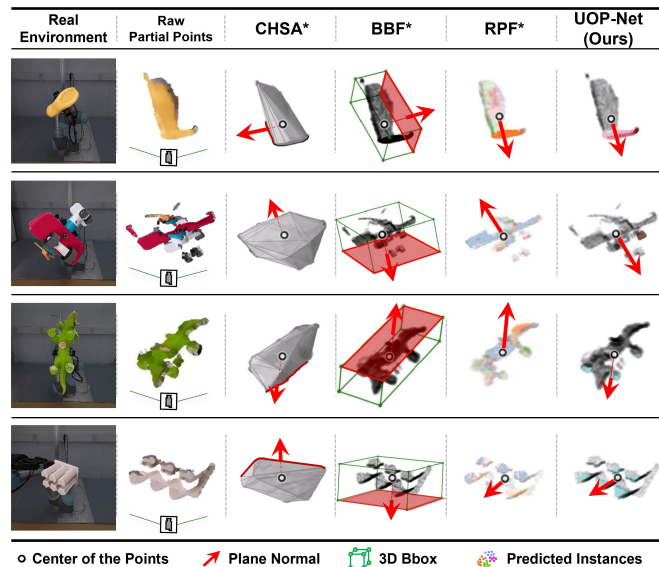 Real Environment
Raw Partial Points
CHSA*
BBF*
RPF*
UOP-Net (Ours)
Center of the Points
Plane Normal
3D Bbox
Predicted Instances